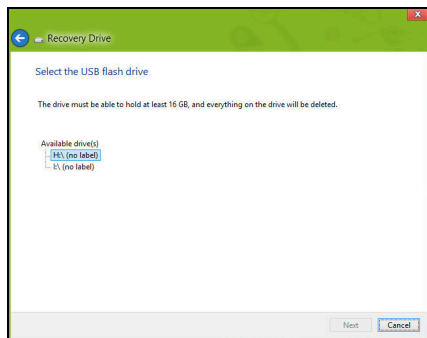 X
Recovery Drive
Select the USB flash drive
The drive must be able to hold at least 16 GB, and everything on the drive will be deleted.
Available drive(s)
H:\ (no label)
I:\ (no label)
Next Cancel